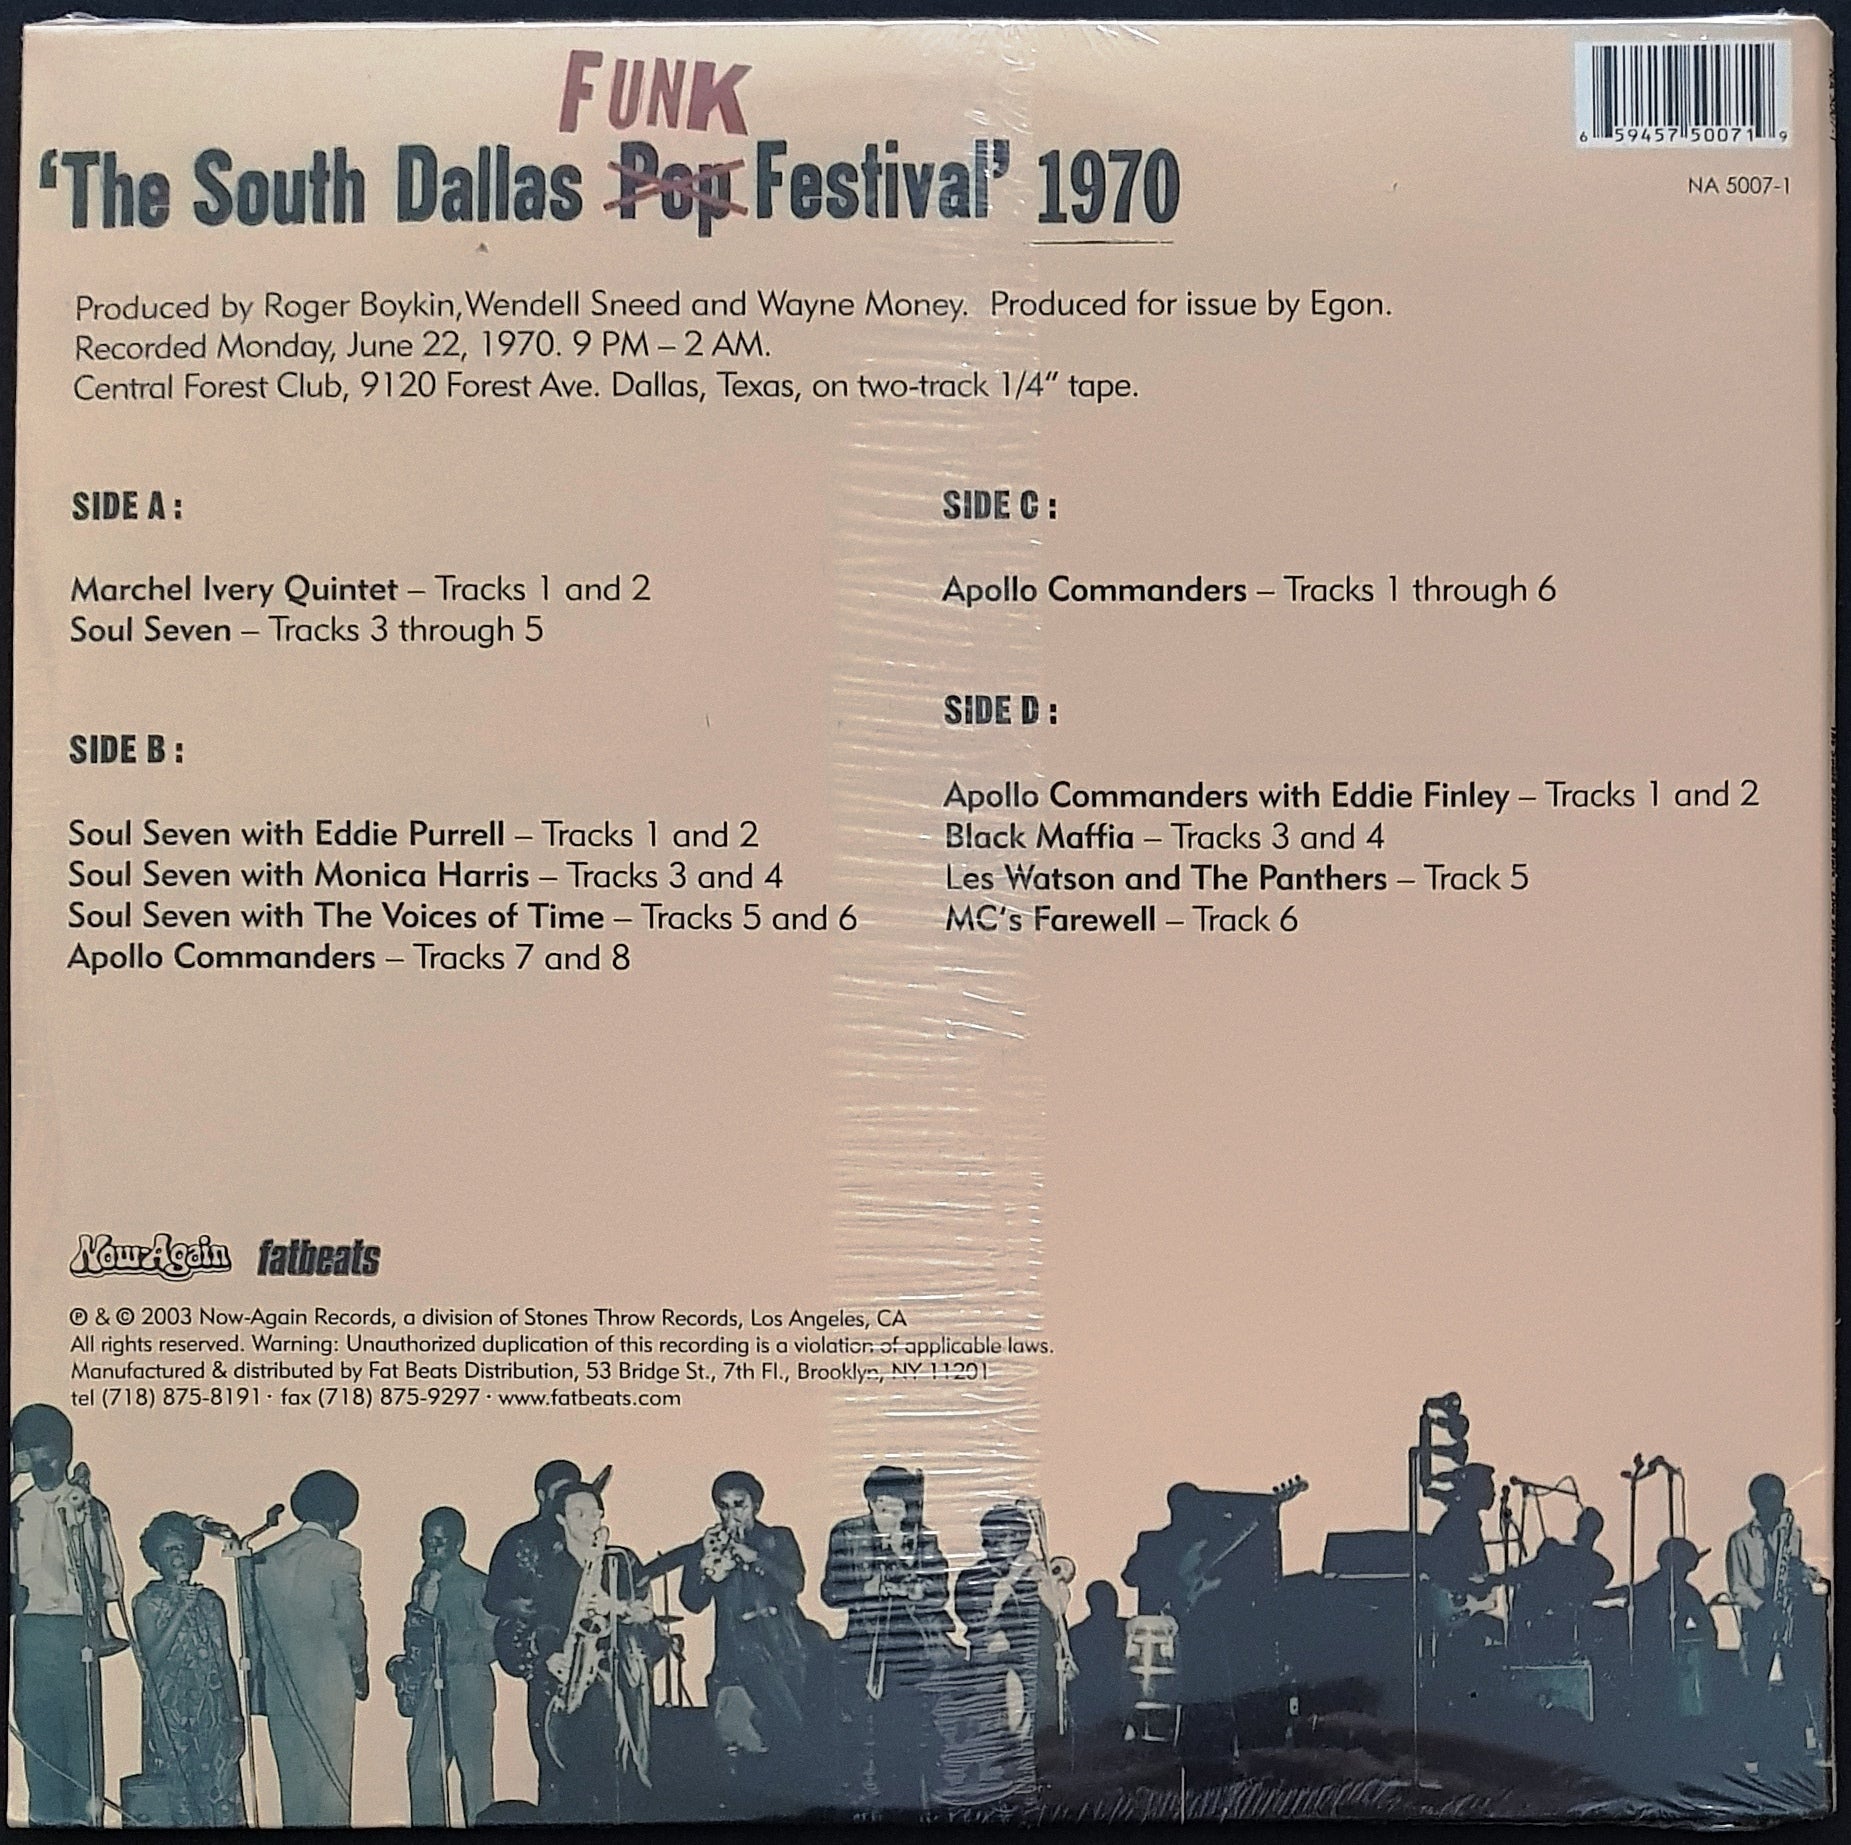 FUNK
'The South Dallas Pop Festival' 1970
6 59457 50071 9
NA 5007-1
Produced by Roger Boykin, Wendell Sneed and Wayne Money. Produced for issue by Egon.
Recorded Monday, June 22, 1970. 9 PM – 2 AM.
Central Forest Club, 9120 Forest Ave. Dallas, Texas, on two-track 1/4" tape.
SIDE A :
Marchel Ivery Quintet – Tracks 1 and 2
Soul Seven – Tracks 3 through 5
SIDE B :
Soul Seven with Eddie Purrell – Tracks 1 and 2
Soul Seven with Monica Harris – Tracks 3 and 4
Soul Seven with The Voices of Time – Tracks 5 and 6
Apollo Commanders – Tracks 7 and 8
SIDE C :
Apollo Commanders – Tracks 1 through 6
SIDE D :
Apollo Commanders with Eddie Finley – Tracks 1 and 2
Black Maffia – Tracks 3 and 4
Les Watson and The Panthers – Track 5
MC's Farewell – Track 6
Now-Again fatbeats
℗ & © 2003 Now-Again Records, a division of Stones Throw Records, Los Angeles, CA
All rights reserved. Warning: Unauthorized duplication of this recording is a violation of applicable laws.
Manufactured & distributed by Fat Beats Distribution, 53 Bridge St., 7th Fl., Brooklyn, NY 11201
tel (718) 875-8191 · fax (718) 875-9297 · www.fatbeats.com